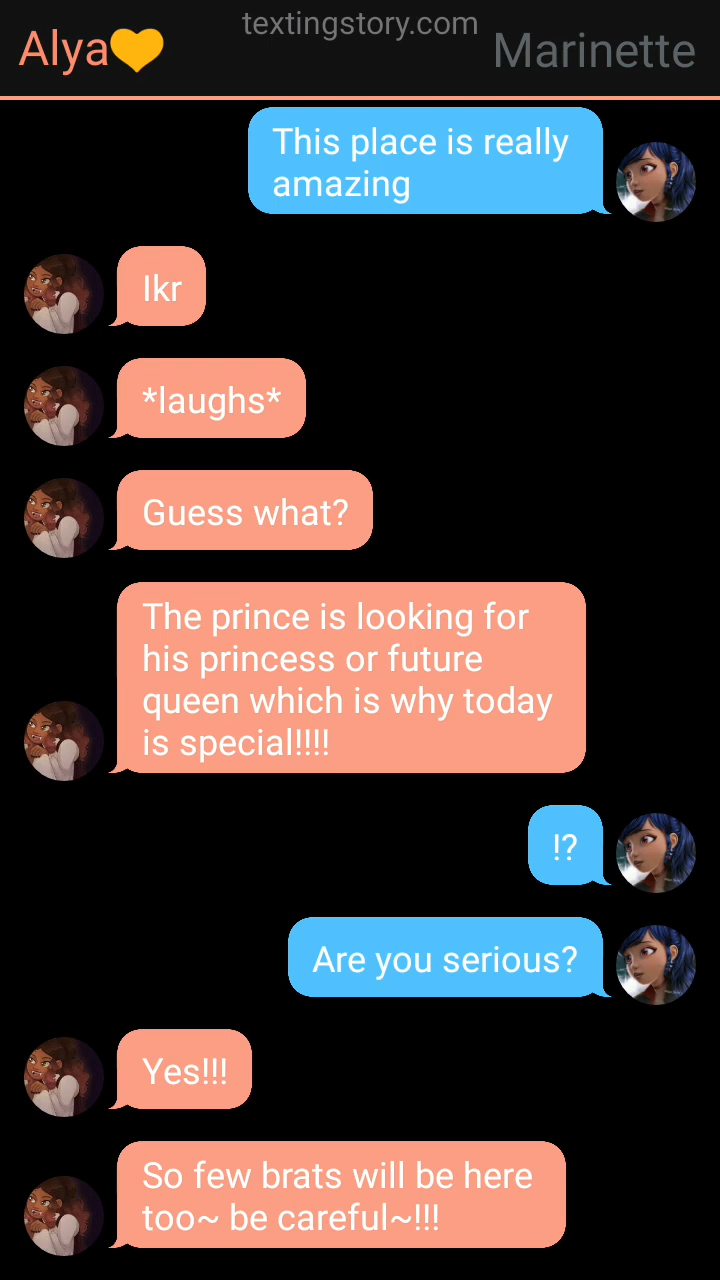 textingstory.com
Alya💛
Marinette
This place is really
amazing
Ikr
*laughs*
Guess what?
The prince is looking for
his princess or future
queen which is why today
is special!!!!
!?
Are you serious?
Yes!!!
So few brats will be here
too~ be careful~!!!